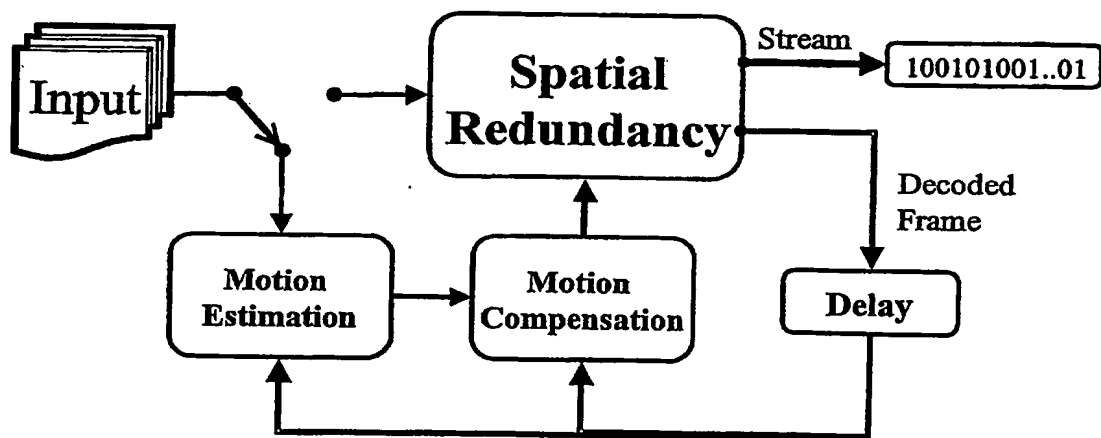 Input
Spatial
Redundancy
Stream
100101001..01
Decoded
Frame
Motion
Estimation
Motion
Compensation
Delay